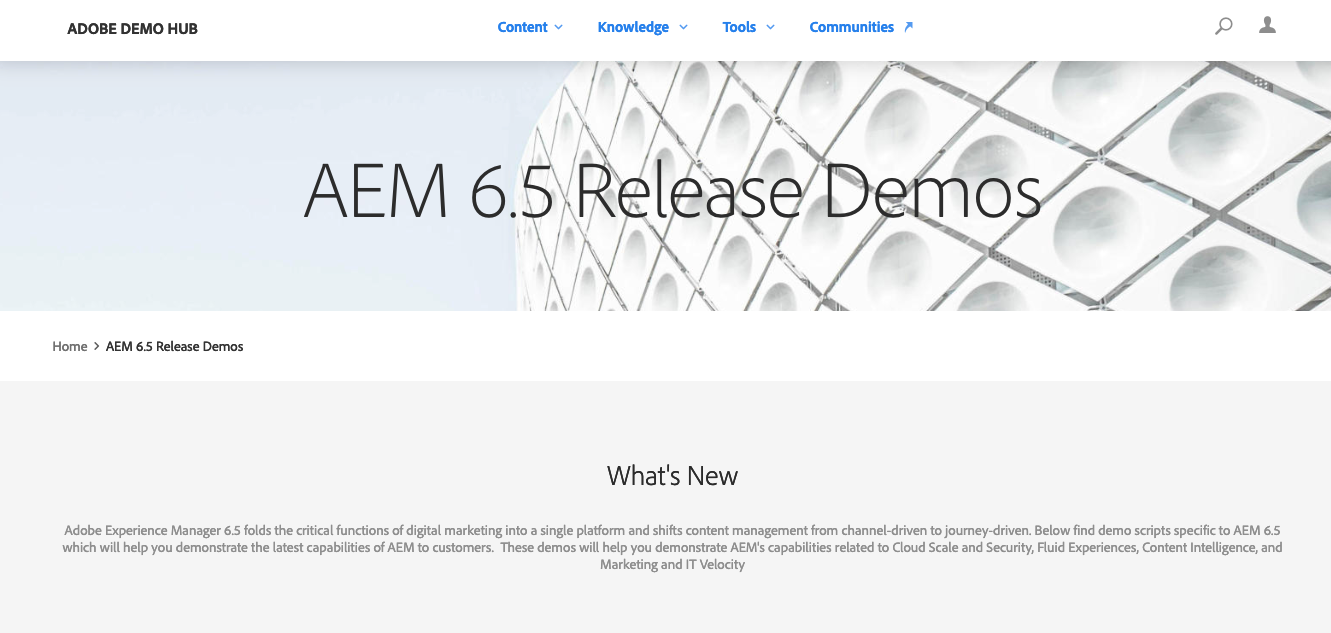 ADOBE DEMO HUB
Content
Knowledge
Tools
Communities
AEM 6.5 Release Demos
Home > AEM 6.5 Release Demos
What's New
Adobe Experience Manager 6.5 folds the critical functions of digital marketing into a single platform and shifts content management from channel-driven to journey-driven. Below find demo scripts specific to AEM 6.5
which will help you demonstrate the latest capabilities of AEM to customers.  These demos will help you demonstrate AEM's capabilities related to Cloud Scale and Security, Fluid Experiences, Content Intelligence, and
Marketing and IT Velocity